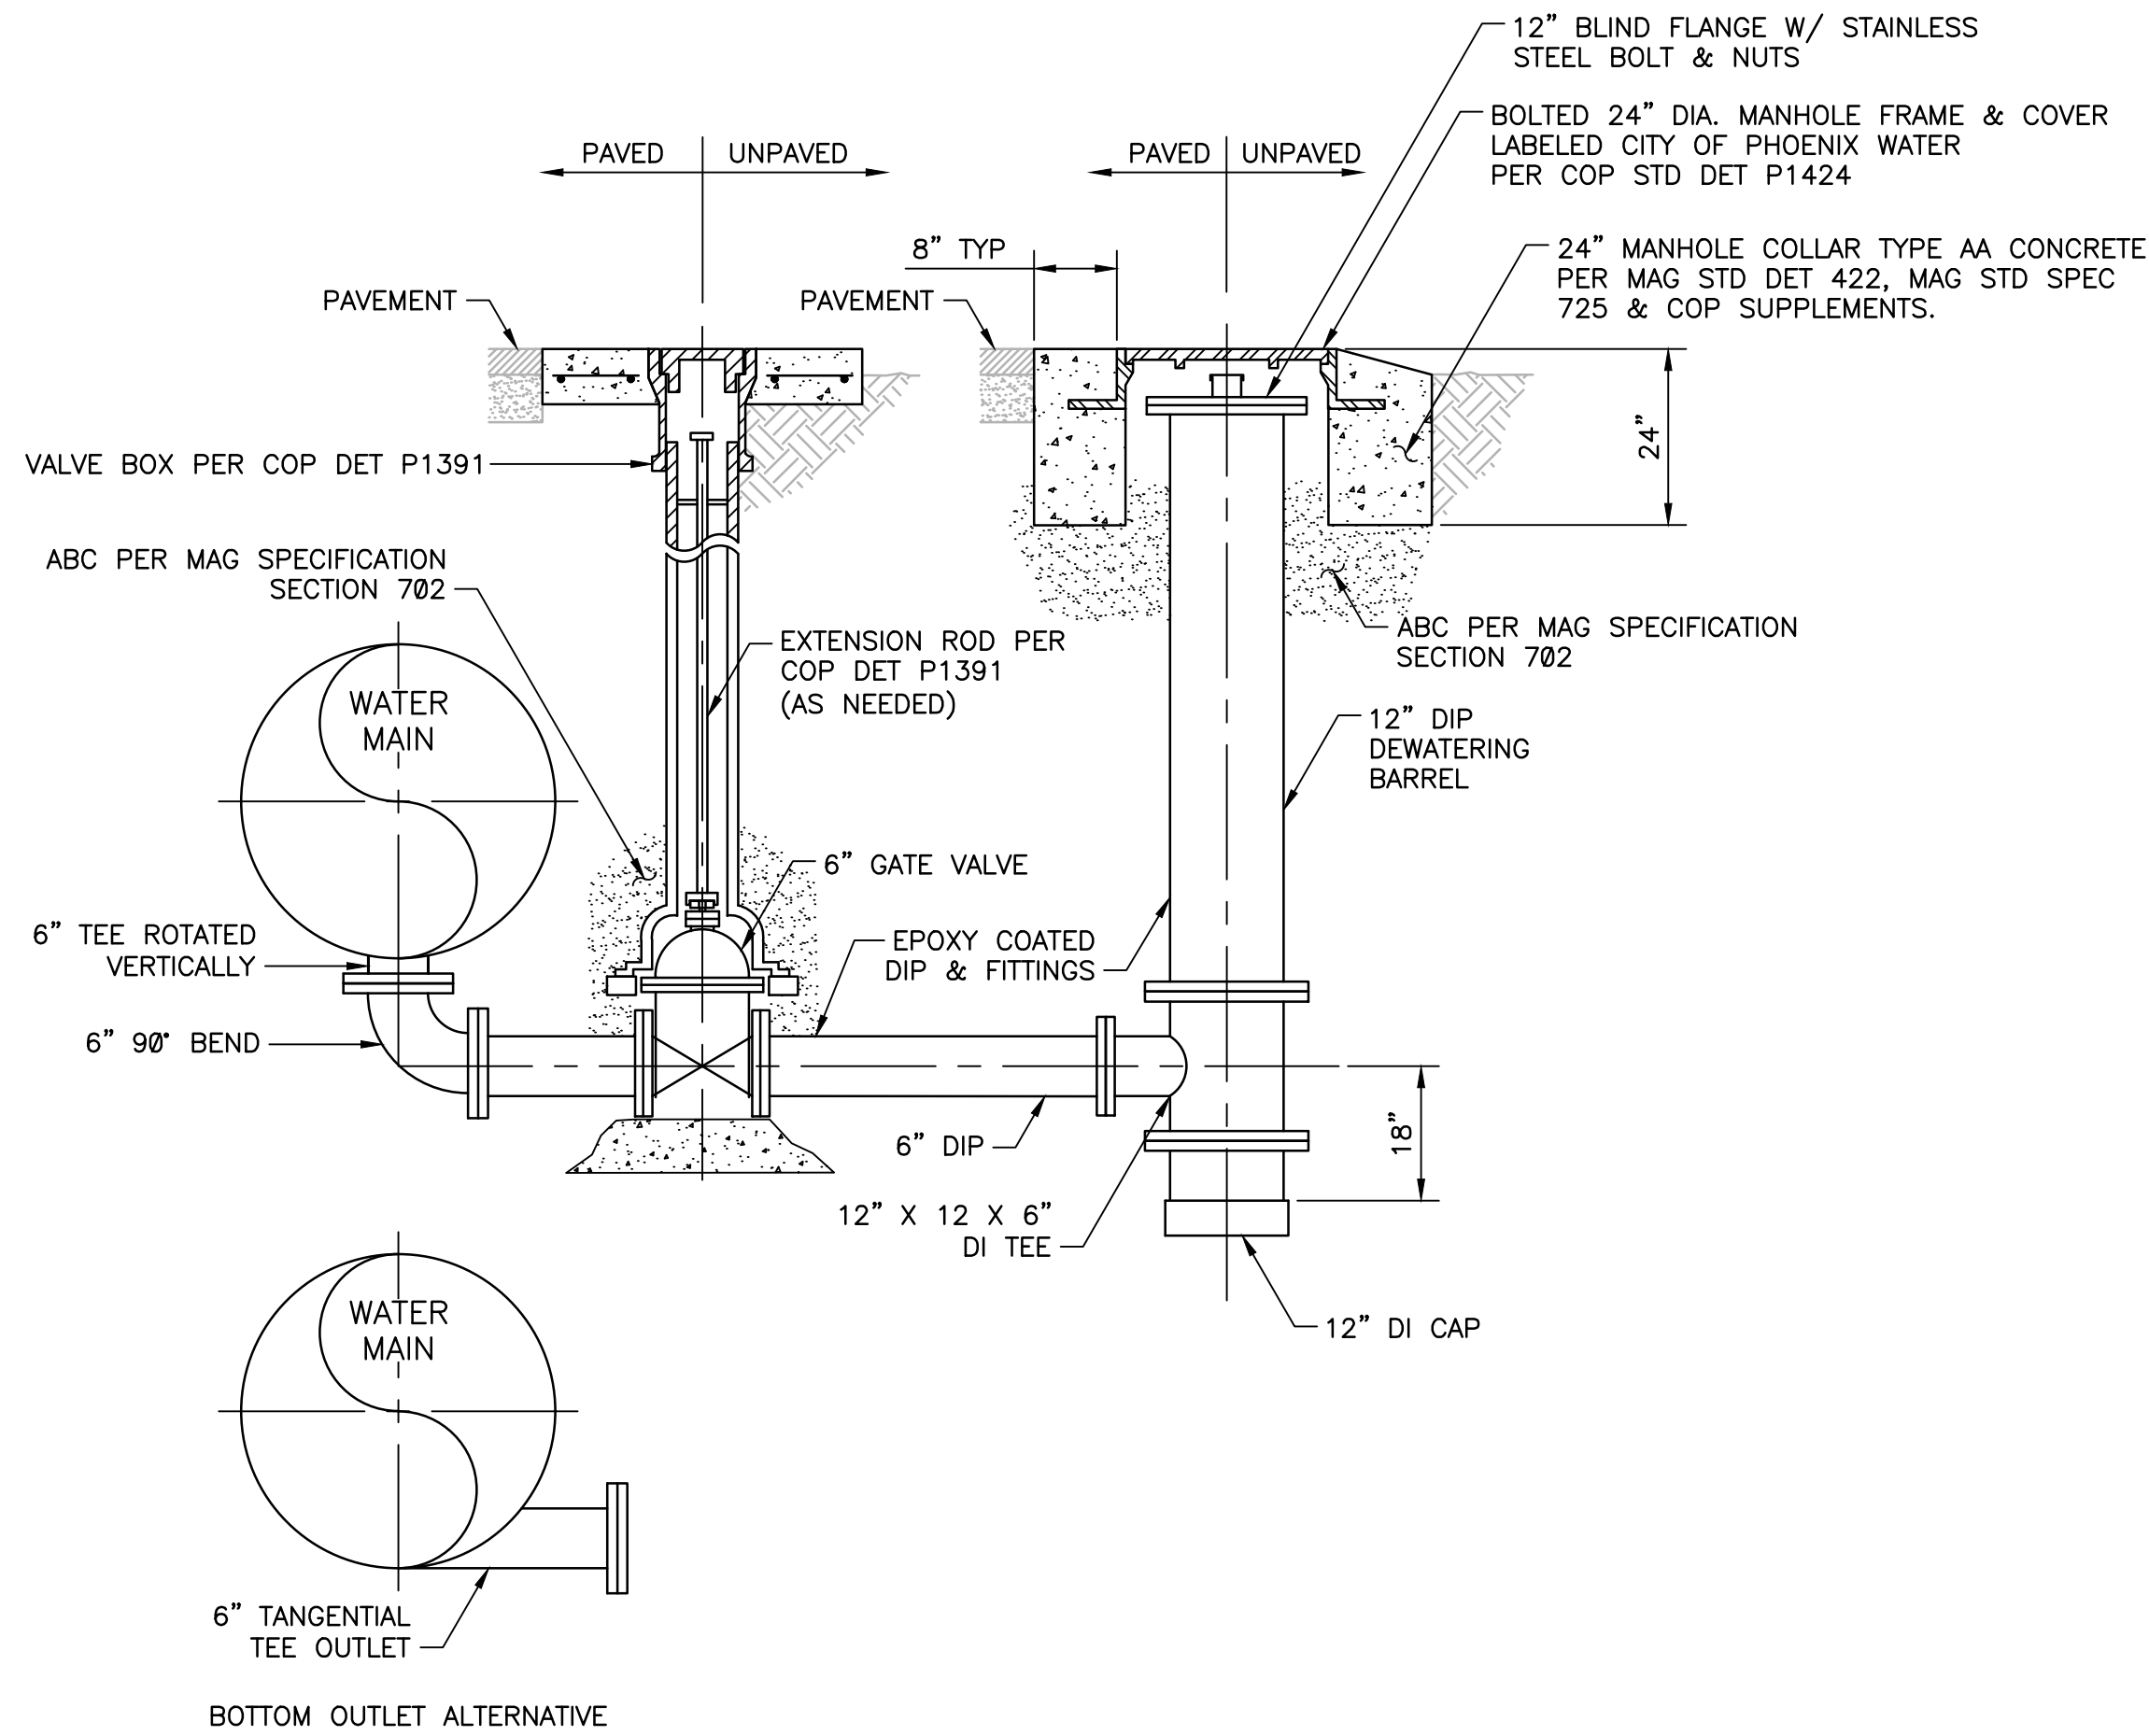 12” BLIND FLANGE W/ STAINLESS
STEEL BOLT & NUTS
BOLTED 24” DIA. MANHOLE FRAME & COVER
LABELED CITY OF PHOENIX WATER
PER COP STD DET P1424
PAVED
UNPAVED
PAVED
UNPAVED
8” TYP
24” MANHOLE COLLAR TYPE AA CONCRETE
PER MAG STD DET 422, MAG STD SPEC
725 & COP SUPPLEMENTS.
PAVEMENT
PAVEMENT
24”
VALVE BOX PER COP DET P1391
ABC PER MAG SPECIFICATION
SECTION 702
ABC PER MAG SPECIFICATION
SECTION 702
EXTENSION ROD PER
COP DET P1391
(AS NEEDED)
WATER
MAIN
12” DIP
DEWATERING
BARREL
6” GATE VALVE
6” TEE ROTATED
VERTICALLY
EPOXY COATED
DIP & FITTINGS
6” 90° BEND
6” DIP
18”
12” X 12 X 6”
DI TEE
12” DI CAP
WATER
MAIN
6” TANGENTIAL
TEE OUTLET
BOTTOM OUTLET ALTERNATIVE